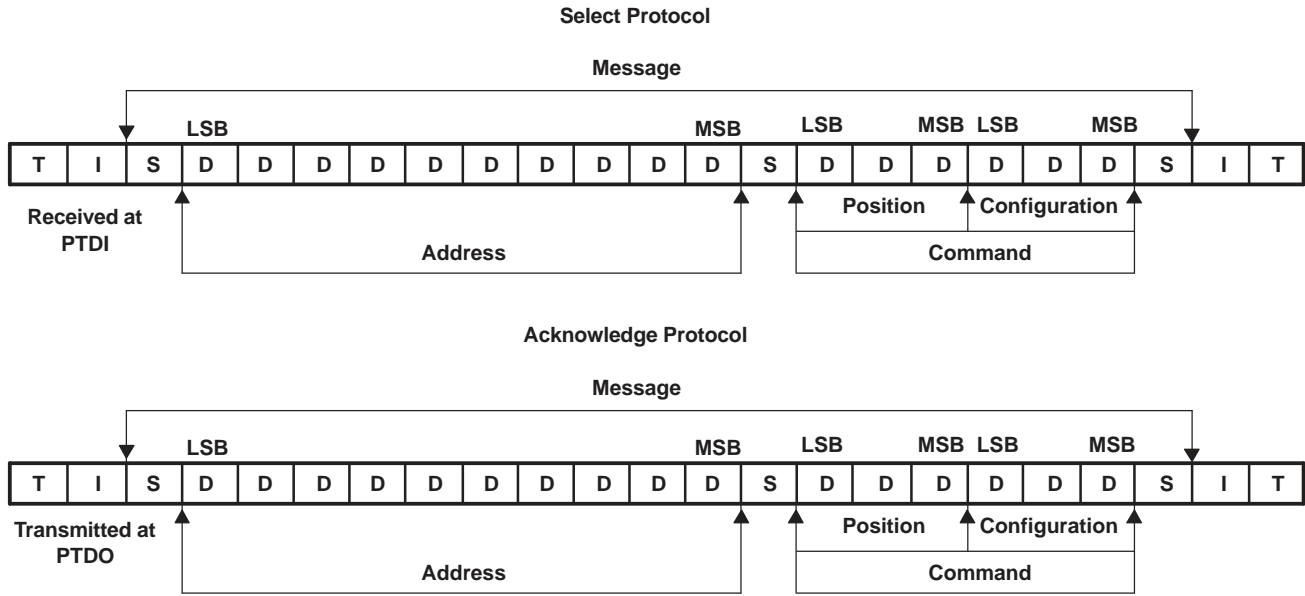 Select Protocol
Message
LSB MSB LSB MSB LSB MSB
T I S D D D D D D D D D D S D D D D D D S I T
Received at
PTDI
Position Configuration
Address Command
Acknowledge Protocol
Message
LSB MSB LSB MSB LSB MSB
T I S D D D D D D D D D D S D D D D D D S I T
Transmitted at
PTDO
Position Configuration
Address Command